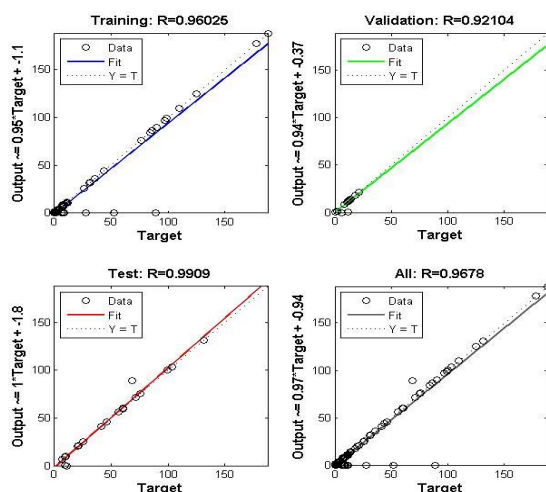 Training: R=0.96025
Output ~= 0.95*Target + -1.1
150
100
50
0
Data
Fit
Y = T
0
50
100
150
Target
Validation: R=0.92104
Output ~= 0.94*Target + -0.37
150
100
50
0
Data
Fit
Y = T
0
50
100
150
Target
Test: R=0.9909
Output ~= 1*Target + -1.8
150
100
50
0
Data
Fit
Y = T
0
50
100
150
Target
All: R=0.9678
Output ~= 0.97*Target + -0.94
150
100
50
0
Data
Fit
Y = T
0
50
100
150
Target